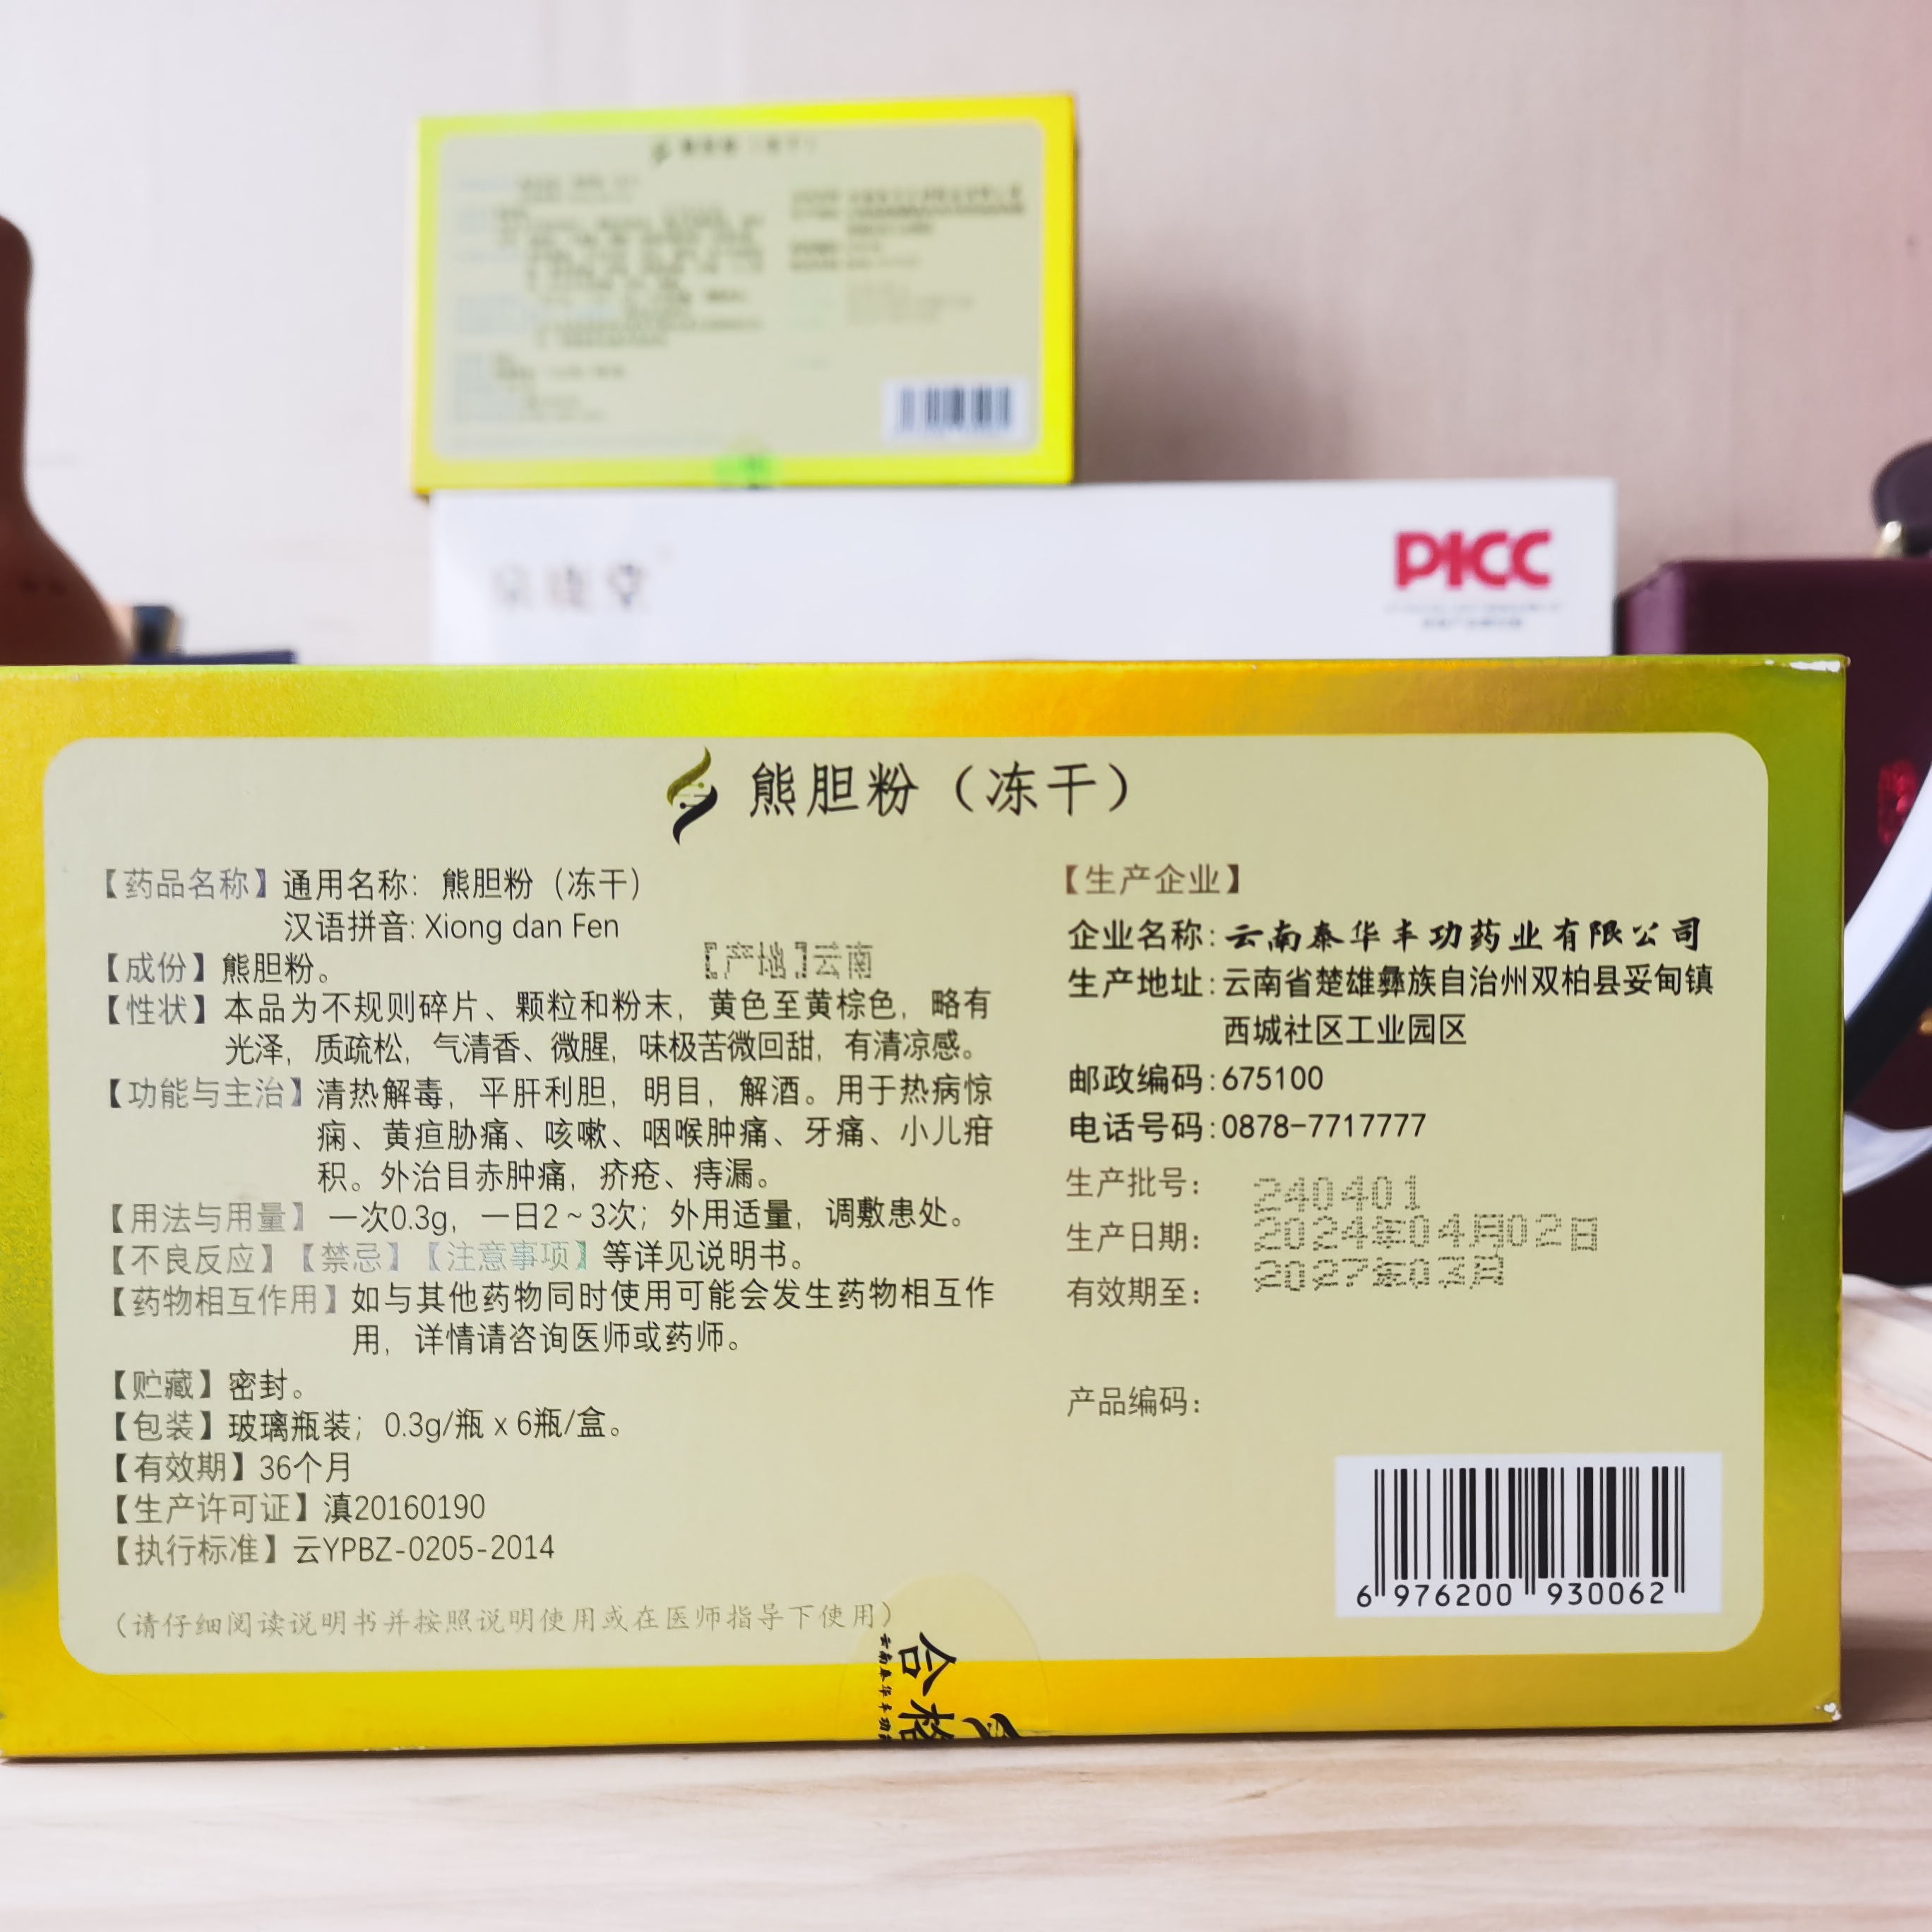 PICC
熊胆粉（冻干）
【药品名称】通用名称：熊胆粉（冻干）
汉语拼音: Xiong dan Fen
【成份】熊胆粉。
【产地】云南
【性状】本品为不规则碎片、颗粒和粉末，黄色至黄棕色，略有
光泽，质疏松，气清香、微腥，味极苦微回甜，有清凉感。
【功能与主治】清热解毒，平肝利胆，明目，解酒。用于热病惊
痫、黄疸胁痛、咳嗽、咽喉肿痛、牙痛、小儿疳
积。外治目赤肿痛，疥疮、痔漏。
【用法与用量】一次0.3g，一日2~3次；外用适量，调敷患处。
【不良反应】【禁忌】【注意事项】等详见说明书。
【药物相互作用】如与其他药物同时使用可能会发生药物相互作
用，详情请咨询医师或药师。
【贮藏】密封。
【包装】玻璃瓶装；0.3g/瓶 x 6瓶/盒。
【有效期】36个月
【生产许可证】滇20160190
【执行标准】云YPBZ-0205-2014
（请仔细阅读说明书并按照说明使用或在医师指导下使用）
【生产企业】
企业名称：云南泰华丰功药业有限公司
生产地址：云南省楚雄彝族自治州双柏县妥甸镇
西城社区工业园区
邮政编码：675100
电话号码：0878-7717777
生产批号：240401
生产日期：2024年04月02日
有效期至：2027年03月
产品编码：
6 976200 930062
合格
云南泰华丰功